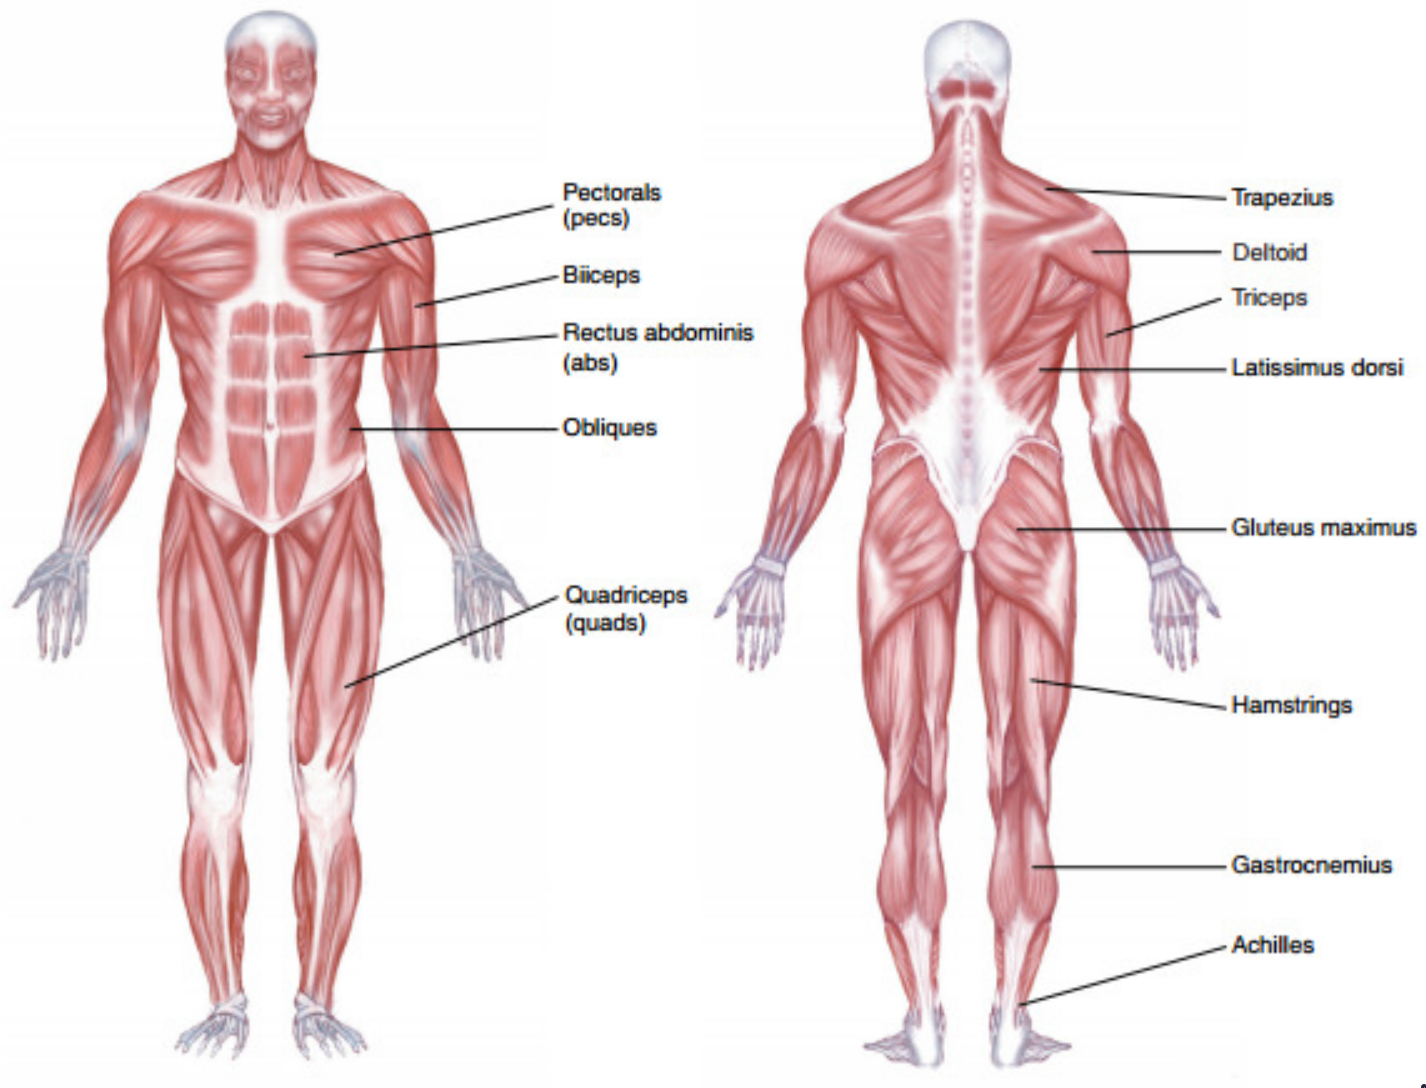 Pectorals
(pecs)
Biiceps
Rectus abdominis
(abs)
Obliques
Quadriceps
(quads)
Trapezius
Deltoid
Triceps
Latissimus dorsi
Gluteus maximus
Hamstrings
Gastrocnemius
Achilles